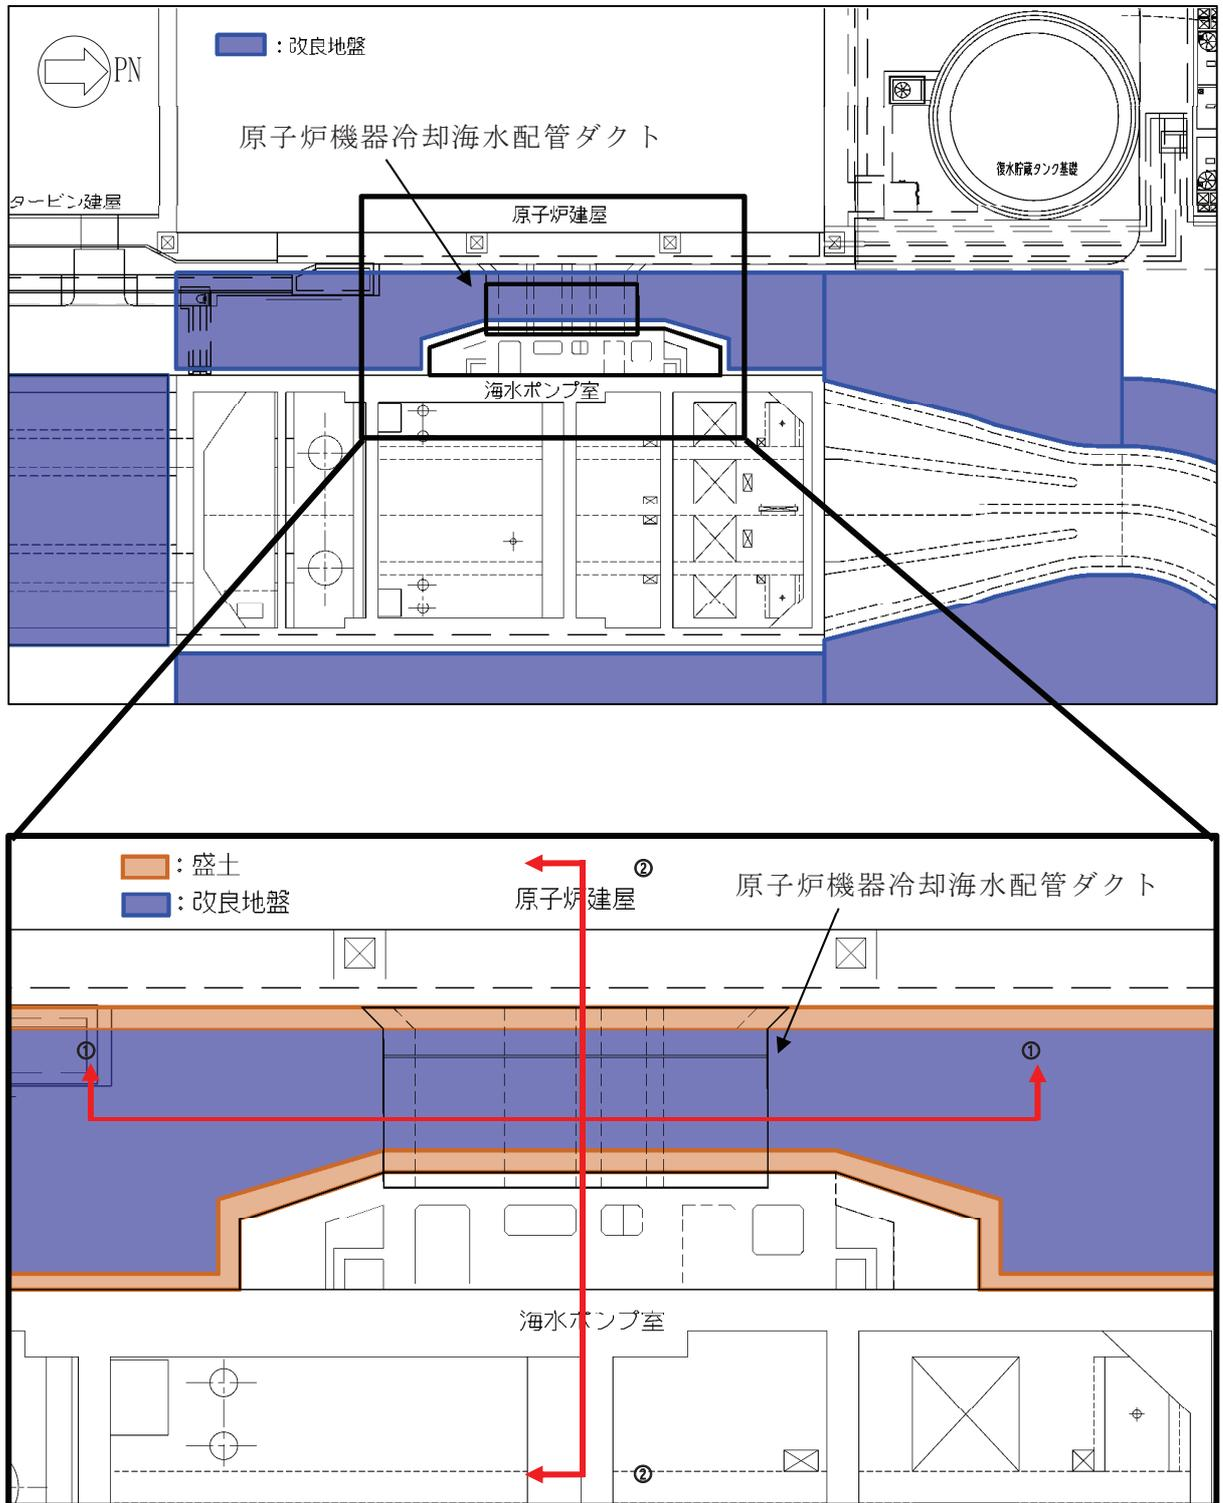 PN
：改良地盤
原子炉機器冷却海水配管ダクト
復水貯蔵タンク基礎
タービン建屋
原子炉建屋
海水ポンプ室
：盛土
：改良地盤
②
原子炉建屋
原子炉機器冷却海水配管ダクト
①
①
海水ポンプ室
②